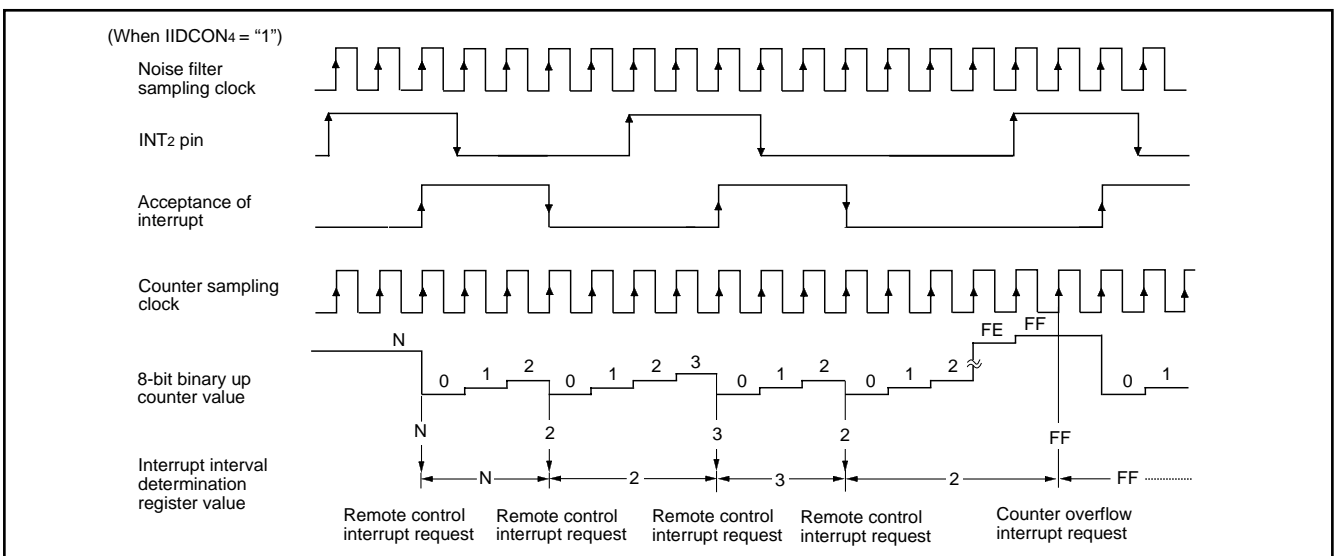 (When IIDCON4 = “1”)
Noise filter
sampling clock
INT2 pin
Acceptance of
interrupt
Counter sampling
clock
N
0
1
2
0
1
2
3
0
1
2
0
1
2
FE
FF
0
1
8-bit binary up
counter value
N
2
3
2
FF
Interrupt interval
determination
register value
N
2
3
2
FF
Remote control
interrupt request
Remote control
interrupt request
Remote control
interrupt request
Remote control
interrupt request
Counter overflow
interrupt request